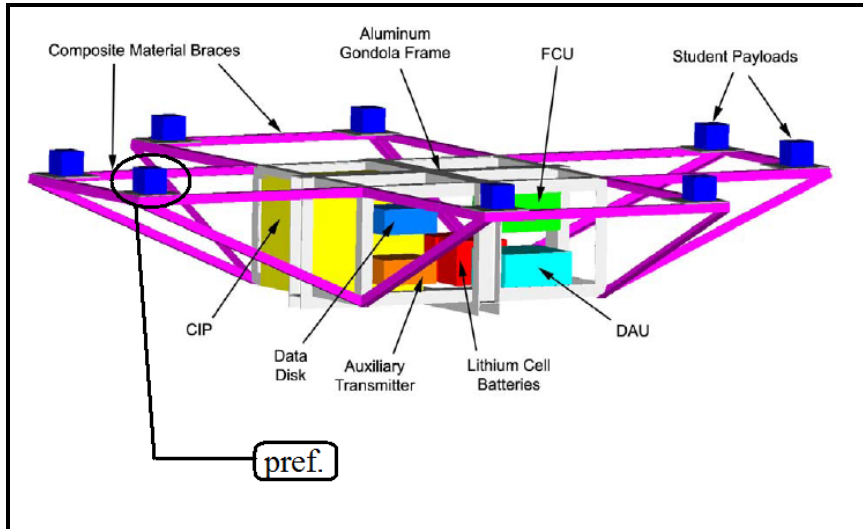 Composite Material Braces
Aluminum
Gondola Frame
FCU
Student Payloads
CIP
Data
Disk
Auxiliary
Transmitter
Lithium Cell
Batteries
DAU
pref.